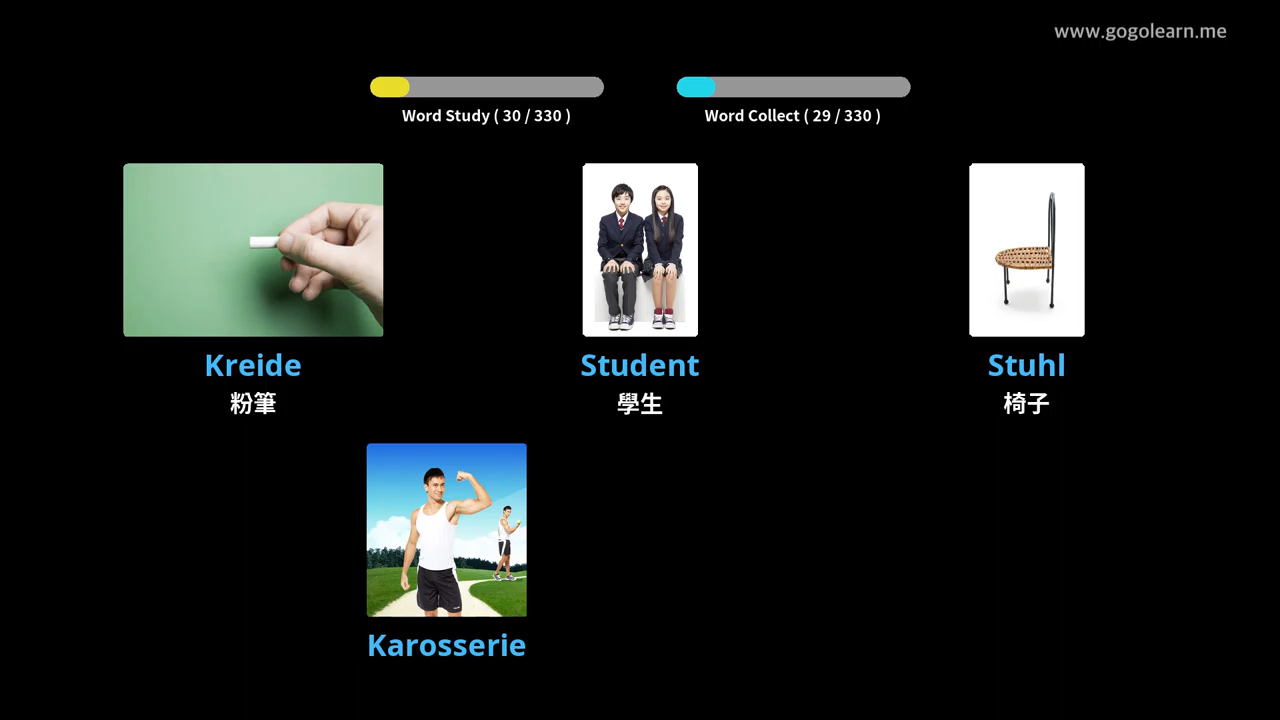 www.gogolearn.me
Word Study ( 30 / 330 )
Word Collect ( 29 / 330 )
Kreide
粉筆
Student
學生
Stuhl
椅子
Karosserie